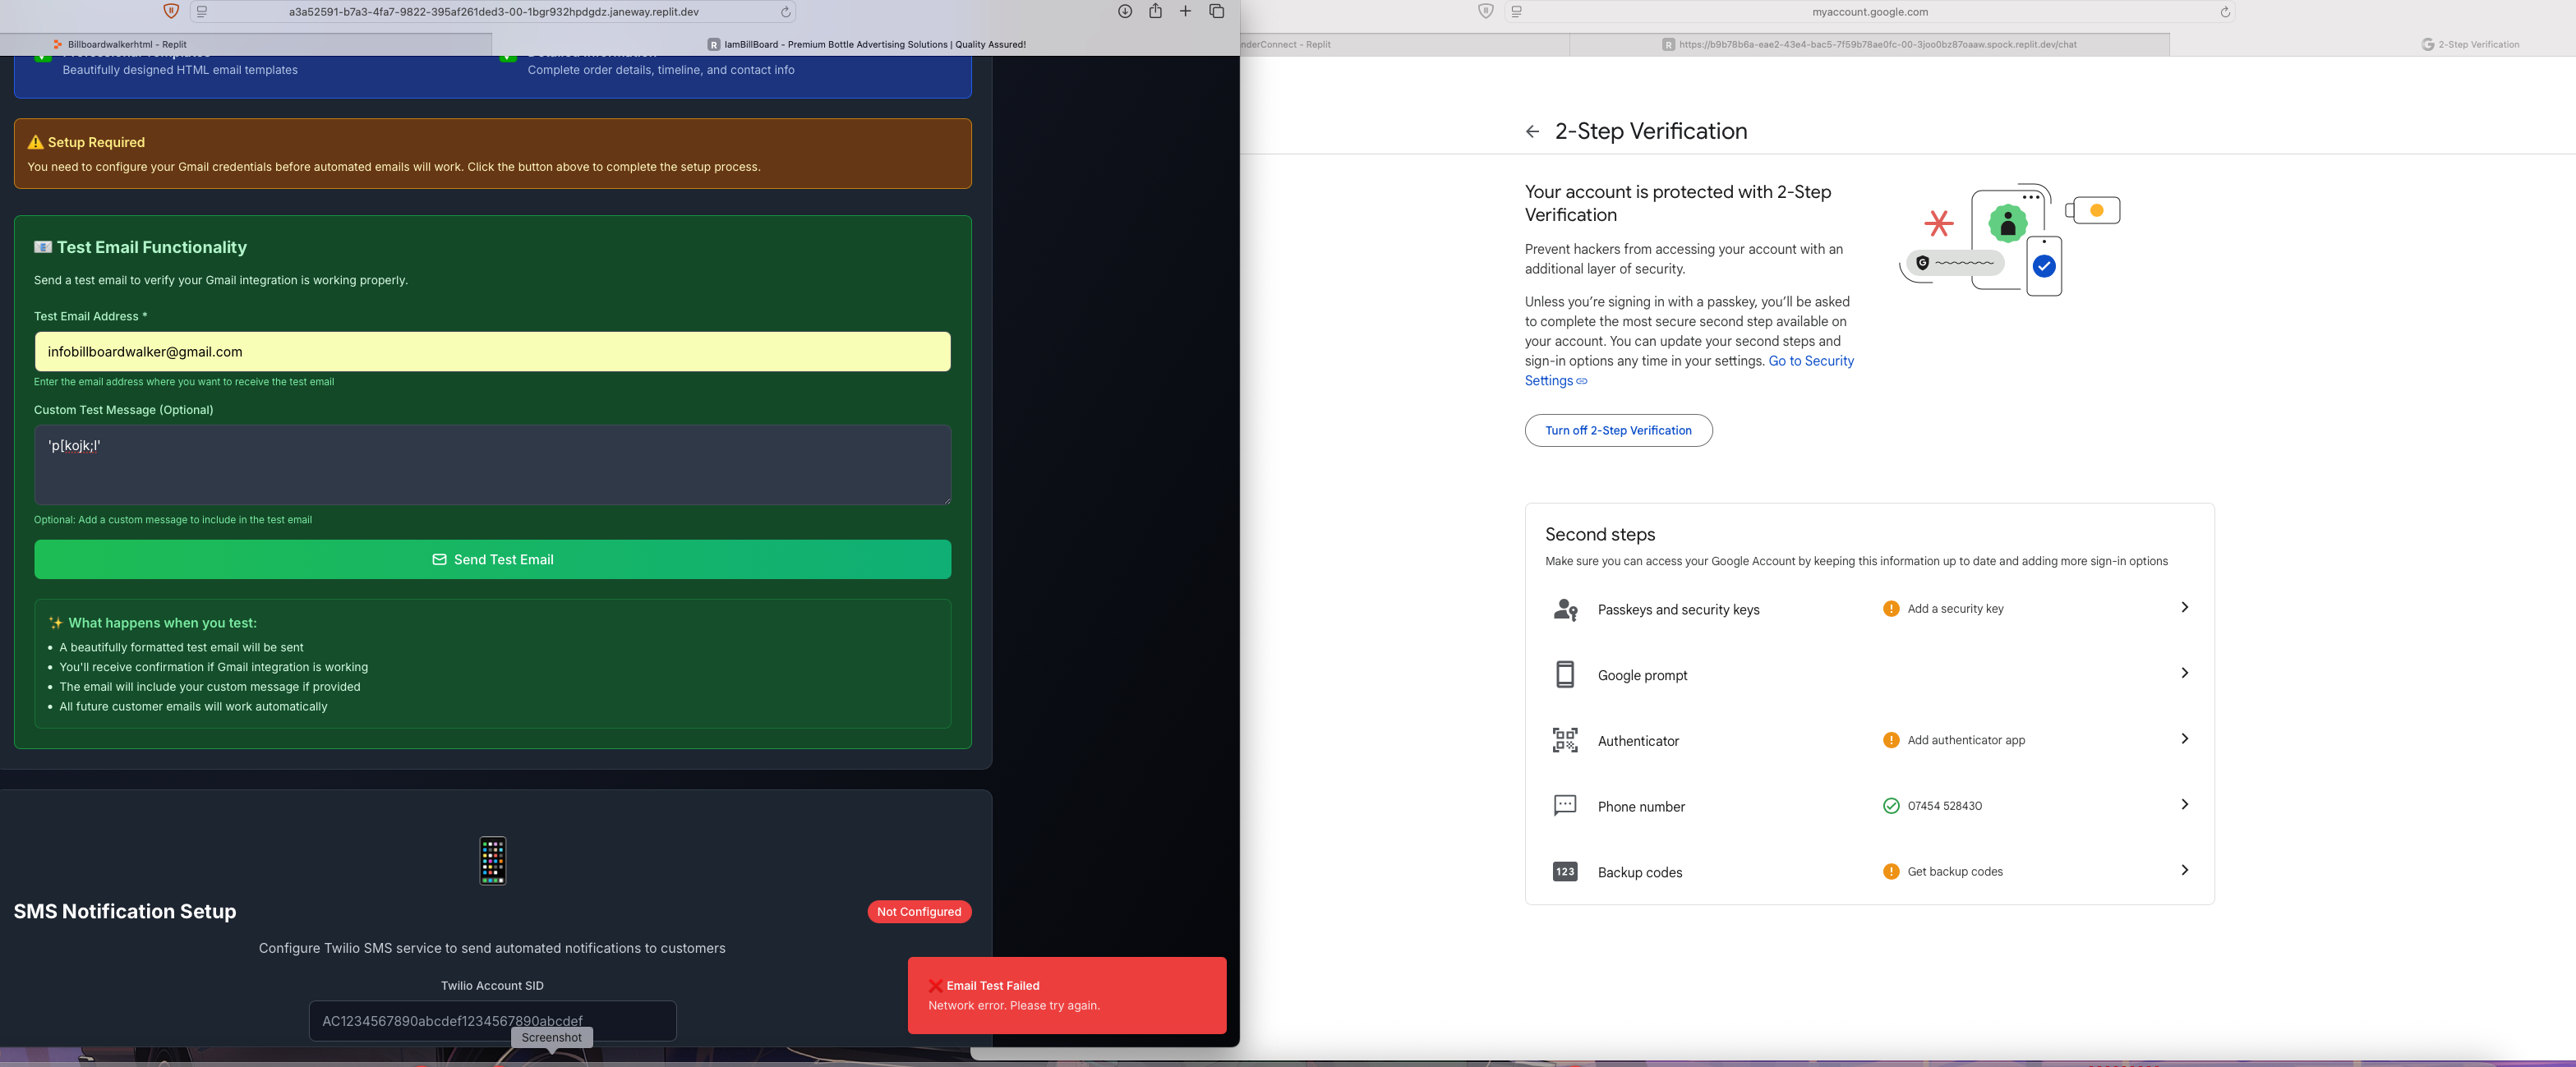 a3a52591-b7a3-4fa7-9822-395af261ded3-00-1bgr932hpdgdz.janeway.replit.dev
Billboardwalkerhtml - Replit
IamBillBoard - Premium Bottle Advertising Solutions | Quality Assured!
Beautifully designed HTML email templates
Complete order details, timeline, and contact info
⚠️ Setup Required
You need to configure your Gmail credentials before automated emails will work. Click the button above to complete the setup process.
📧 Test Email Functionality
Send a test email to verify your Gmail integration is working properly.
Test Email Address *
infobillboardwalker@gmail.com
Enter the email address where you want to receive the test email
Custom Test Message (Optional)
'p[kojk;l'
Optional: Add a custom message to include in the test email
Send Test Email
✨ What happens when you test:
• A beautifully formatted test email will be sent
• You'll receive confirmation if Gmail integration is working
• The email will include your custom message if provided
• All future customer emails will work automatically
SMS Notification Setup
Not Configured
Configure Twilio SMS service to send automated notifications to customers
Twilio Account SID
AC1234567890abcdef1234567890abcdef
Screenshot
❌ Email Test Failed
Network error. Please try again.
myaccount.google.com
nderConnect - Replit
https://b9b78b6a-eae2-43e4-bac5-7f59b78ae0fc-00-3joo0bz87oaaw.spock.replit.dev/chat
2-Step Verification
2-Step Verification
Your account is protected with 2-Step
Verification
Prevent hackers from accessing your account with an
additional layer of security.
Unless you're signing in with a passkey, you'll be asked
to complete the most secure second step available on
your account. You can update your second steps and
sign-in options any time in your settings. Go to Security
Settings
Turn off 2-Step Verification
Second steps
Make sure you can access your Google Account by keeping this information up to date and adding more sign-in options
Passkeys and security keys
Add a security key
Google prompt
Authenticator
Add authenticator app
Phone number
07454 528430
123
Backup codes
Get backup codes